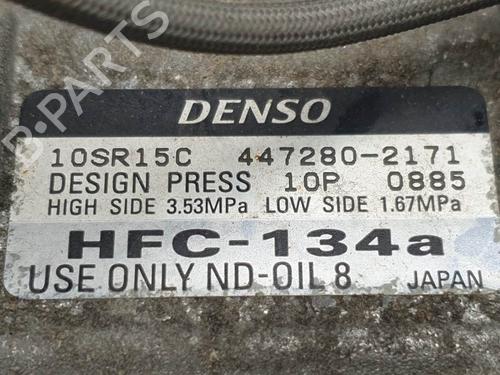 DENSO
10SR15C 447280-2171
DESIGN PRESS 10P 0885
HIGH SIDE 3.53MPa LOW SIDE 1.67MPa
HFC-134a
USE ONLY ND-OIL 8 JAPAN
B-PARTS